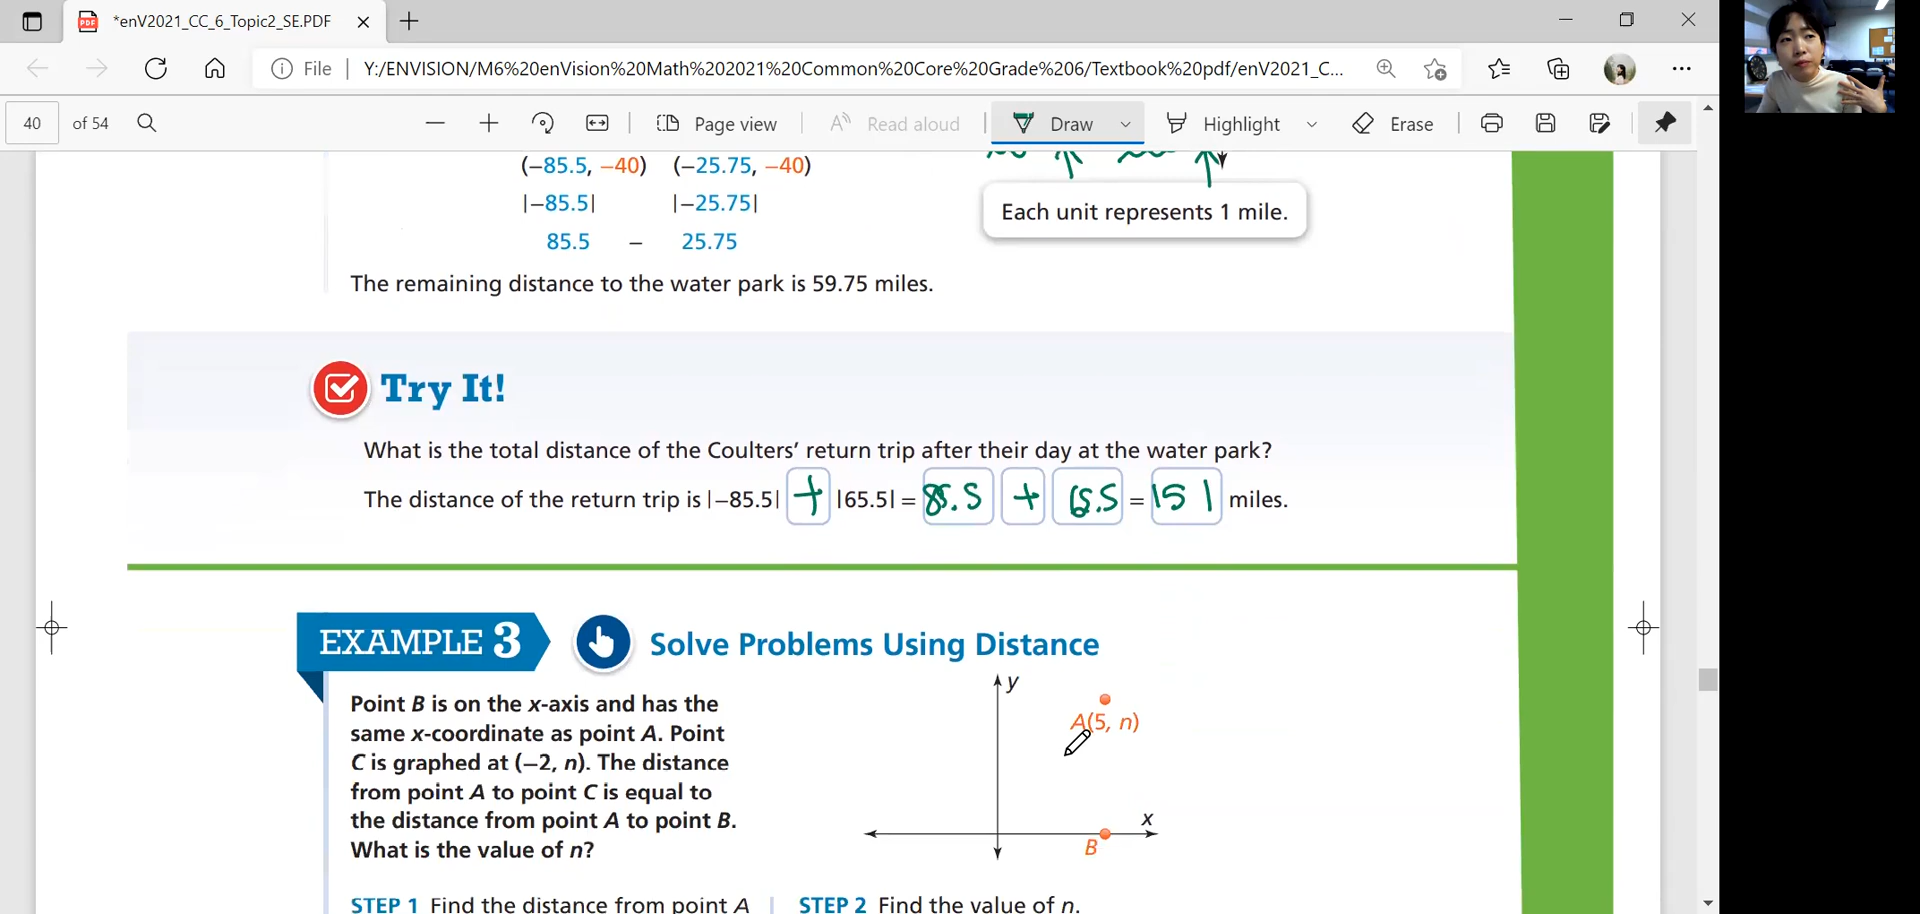 *enV2021_CC_6_Topic2_SE.PDF
File | Y:/ENVISION/M6%20enVision%20Math%202021%20Common%20Core%20Grade%206/Textbook%20pdf/enV2021_C...
40 of 54 Page view Read aloud Draw Highlight Erase
(−85.5, −40) (−25.75, −40)
|−85.5| |−25.75|
85.5 − 25.75
Each unit represents 1 mile.
The remaining distance to the water park is 59.75 miles.
Try It!
What is the total distance of the Coulters’ return trip after their day at the water park?
The distance of the return trip is |−85.5| + |65.5| = 85.5 + 65.5 = 151 miles.
EXAMPLE 3 Solve Problems Using Distance
Point B is on the x-axis and has the
same x-coordinate as point A. Point
C is graphed at (−2, n). The distance
from point A to point C is equal to
the distance from point A to point B.
What is the value of n?
y
A(5, n)
x
B
STEP 1 Find the distance from point A
STEP 2 Find the value of n.